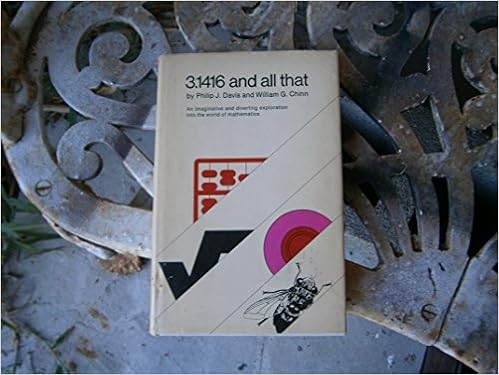 3.1416 and all that
by Philip J. Davis and William G. Chinn
An imaginative and diverting exploration
into the world of mathematics